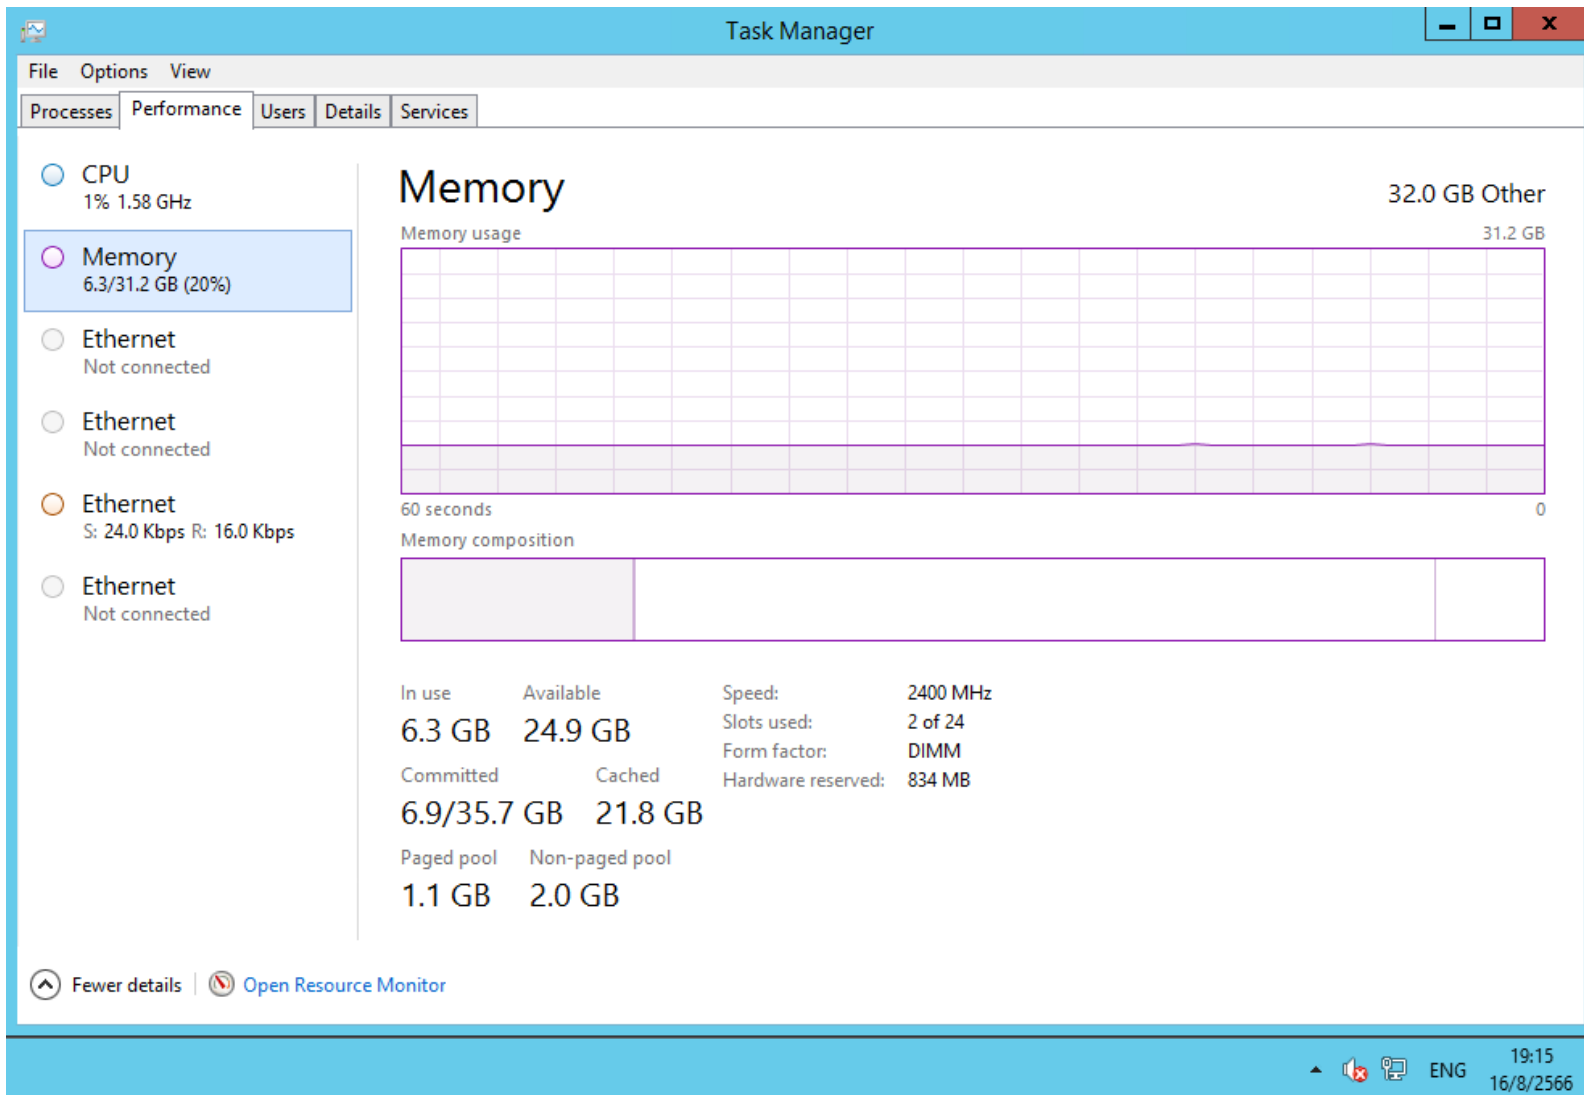 Task Manager
File Options View
Processes Performance Users Details Services
CPU
1% 1.58 GHz
Memory
6.3/31.2 GB (20%)
Ethernet
Not connected
Ethernet
Not connected
Ethernet
S: 24.0 Kbps R: 16.0 Kbps
Ethernet
Not connected
Memory 32.0 GB Other
Memory usage 31.2 GB
60 seconds 0
Memory composition
In use Available
6.3 GB 24.9 GB
Committed Cached
6.9/35.7 GB 21.8 GB
Paged pool Non-paged pool
1.1 GB 2.0 GB
Speed: 2400 MHz
Slots used: 2 of 24
Form factor: DIMM
Hardware reserved: 834 MB
Fewer details Open Resource Monitor
ENG 19:15
16/8/2566